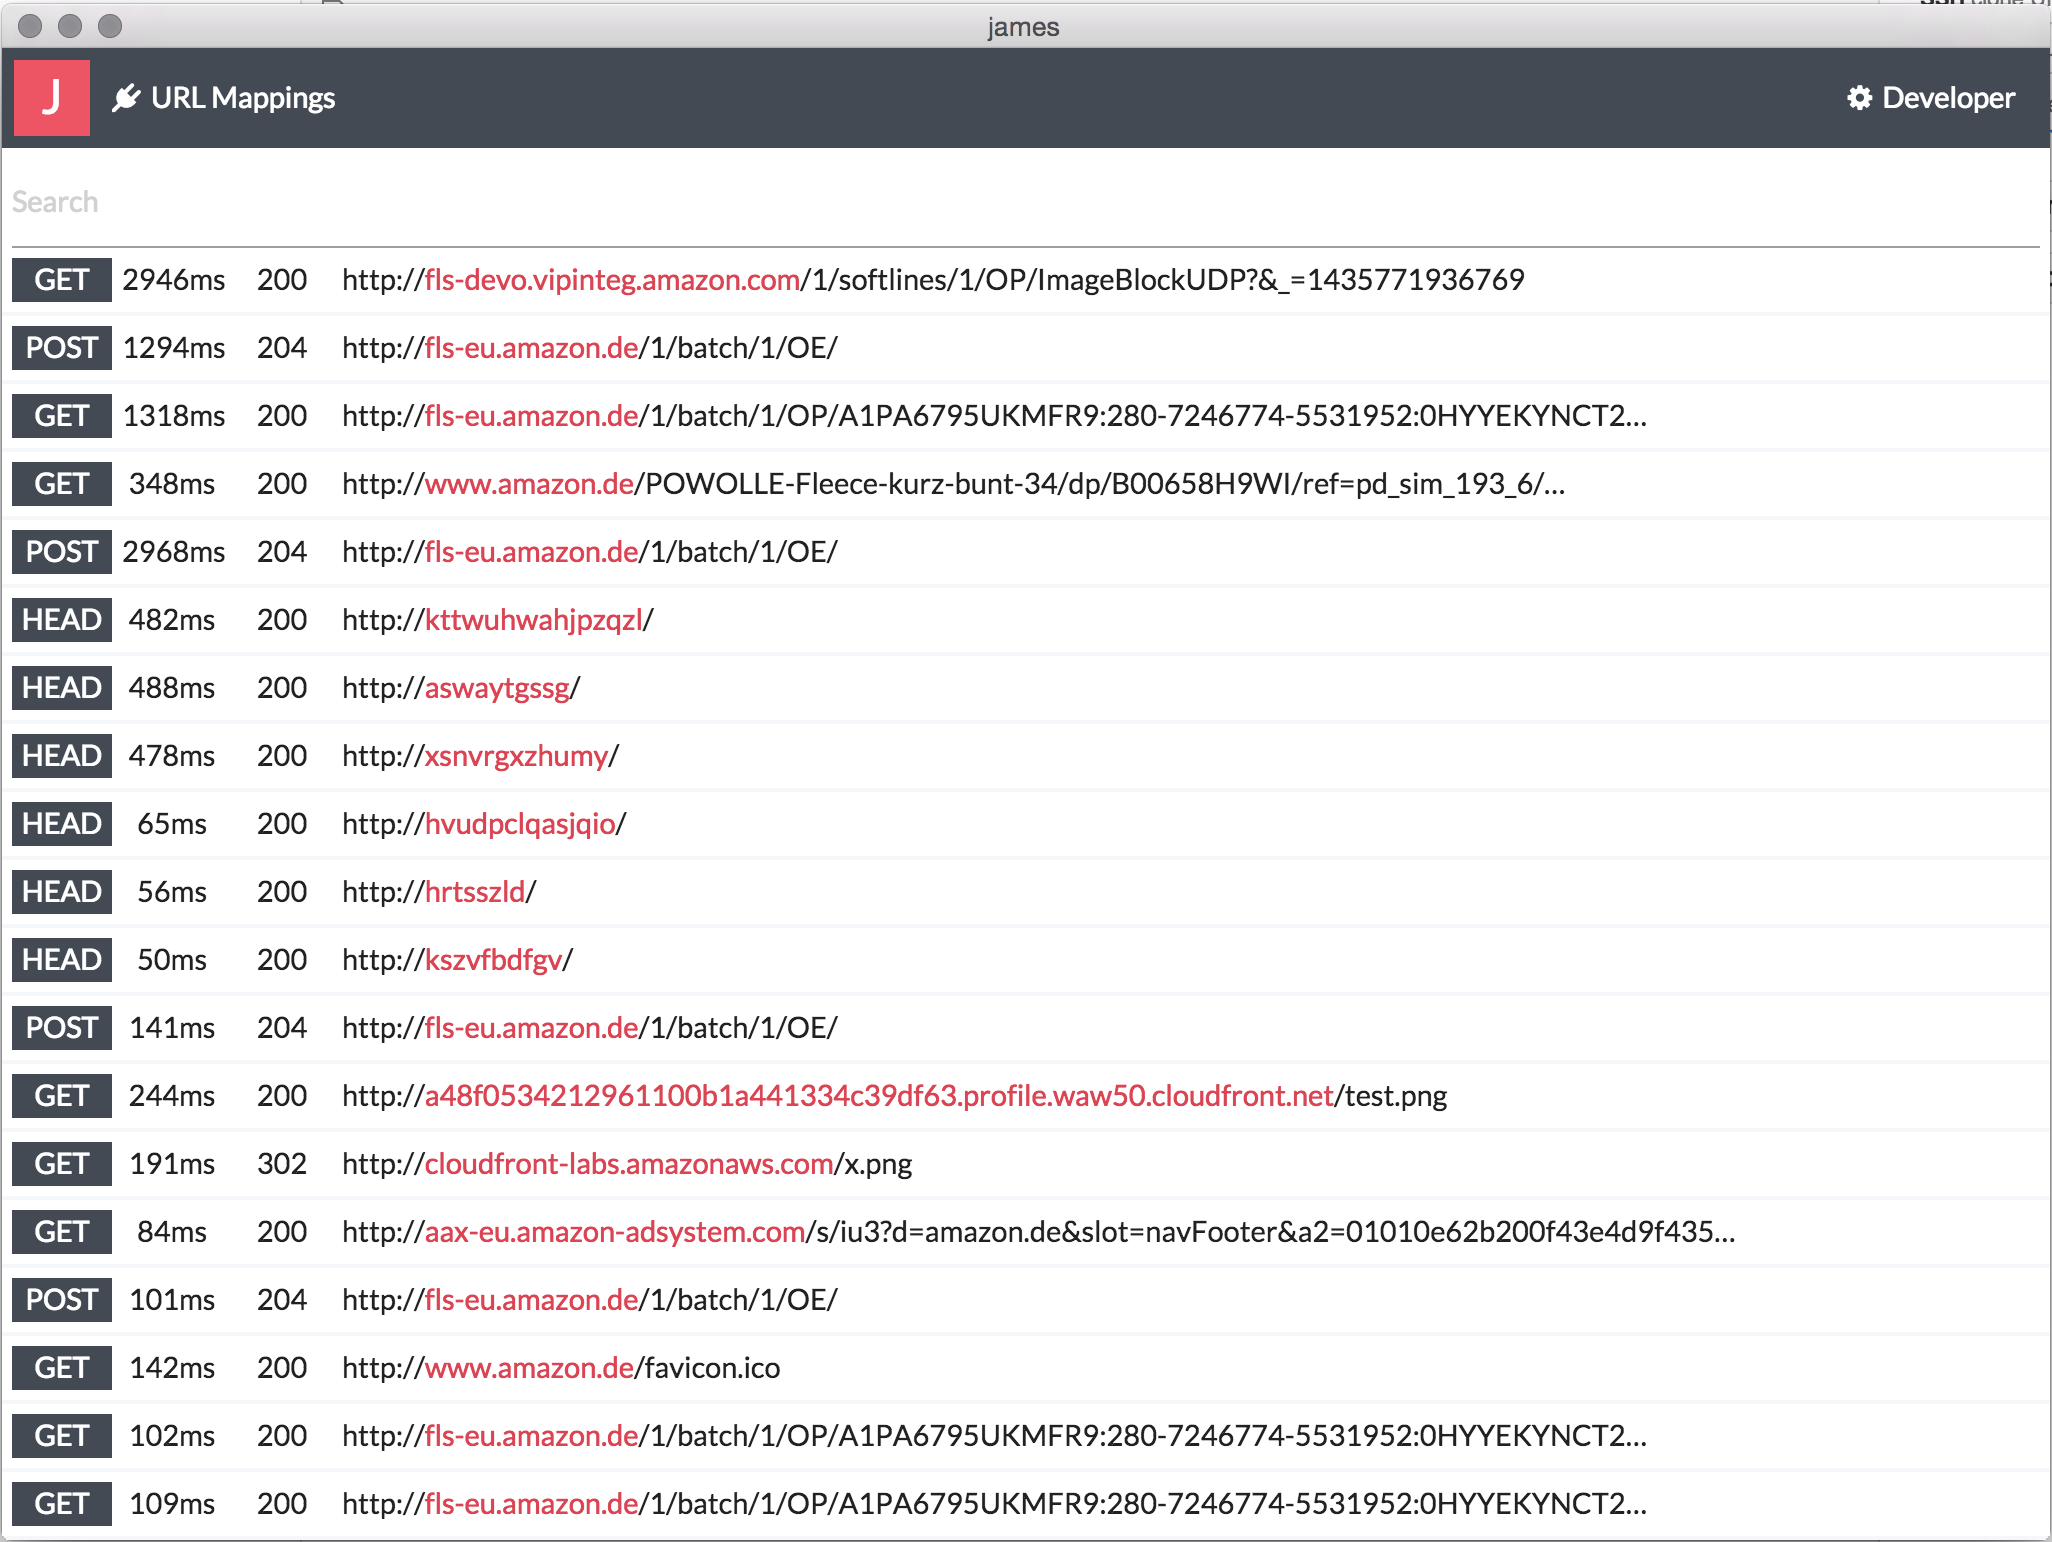 james
J URL Mappings Developer
Search
GET 2946ms 200 http://fls-devo.vipinteg.amazon.com/1/softlines/1/OP/ImageBlockUDP?&_=1435771936769
POST 1294ms 204 http://fls-eu.amazon.de/1/batch/1/OE/
GET 1318ms 200 http://fls-eu.amazon.de/1/batch/1/OP/A1PA6795UKMFR9:280-7246774-5531952:0HYYEKYNCT2...
GET 348ms 200 http://www.amazon.de/POWOLLE-Fleece-kurz-bunt-34/dp/B00658H9WI/ref=pd_sim_193_6/...
POST 2968ms 204 http://fls-eu.amazon.de/1/batch/1/OE/
HEAD 482ms 200 http://kttwuhwahjpzqzl/
HEAD 488ms 200 http://aswaytgssg/
HEAD 478ms 200 http://xsnvrgxzhumy/
HEAD 65ms 200 http://hvudpclqasjqio/
HEAD 56ms 200 http://hrtsszld/
HEAD 50ms 200 http://kszvfbdfgv/
POST 141ms 204 http://fls-eu.amazon.de/1/batch/1/OE/
GET 244ms 200 http://a48f0534212961100b1a441334c39df63.profile.waw50.cloudfront.net/test.png
GET 191ms 302 http://cloudfront-labs.amazonaws.com/x.png
GET 84ms 200 http://aax-eu.amazon-adsystem.com/s/iu3?d=amazon.de&slot=navFooter&a2=01010e62b200f43e4d9f435...
POST 101ms 204 http://fls-eu.amazon.de/1/batch/1/OE/
GET 142ms 200 http://www.amazon.de/favicon.ico
GET 102ms 200 http://fls-eu.amazon.de/1/batch/1/OP/A1PA6795UKMFR9:280-7246774-5531952:0HYYEKYNCT2...
GET 109ms 200 http://fls-eu.amazon.de/1/batch/1/OP/A1PA6795UKMFR9:280-7246774-5531952:0HYYEKYNCT2...